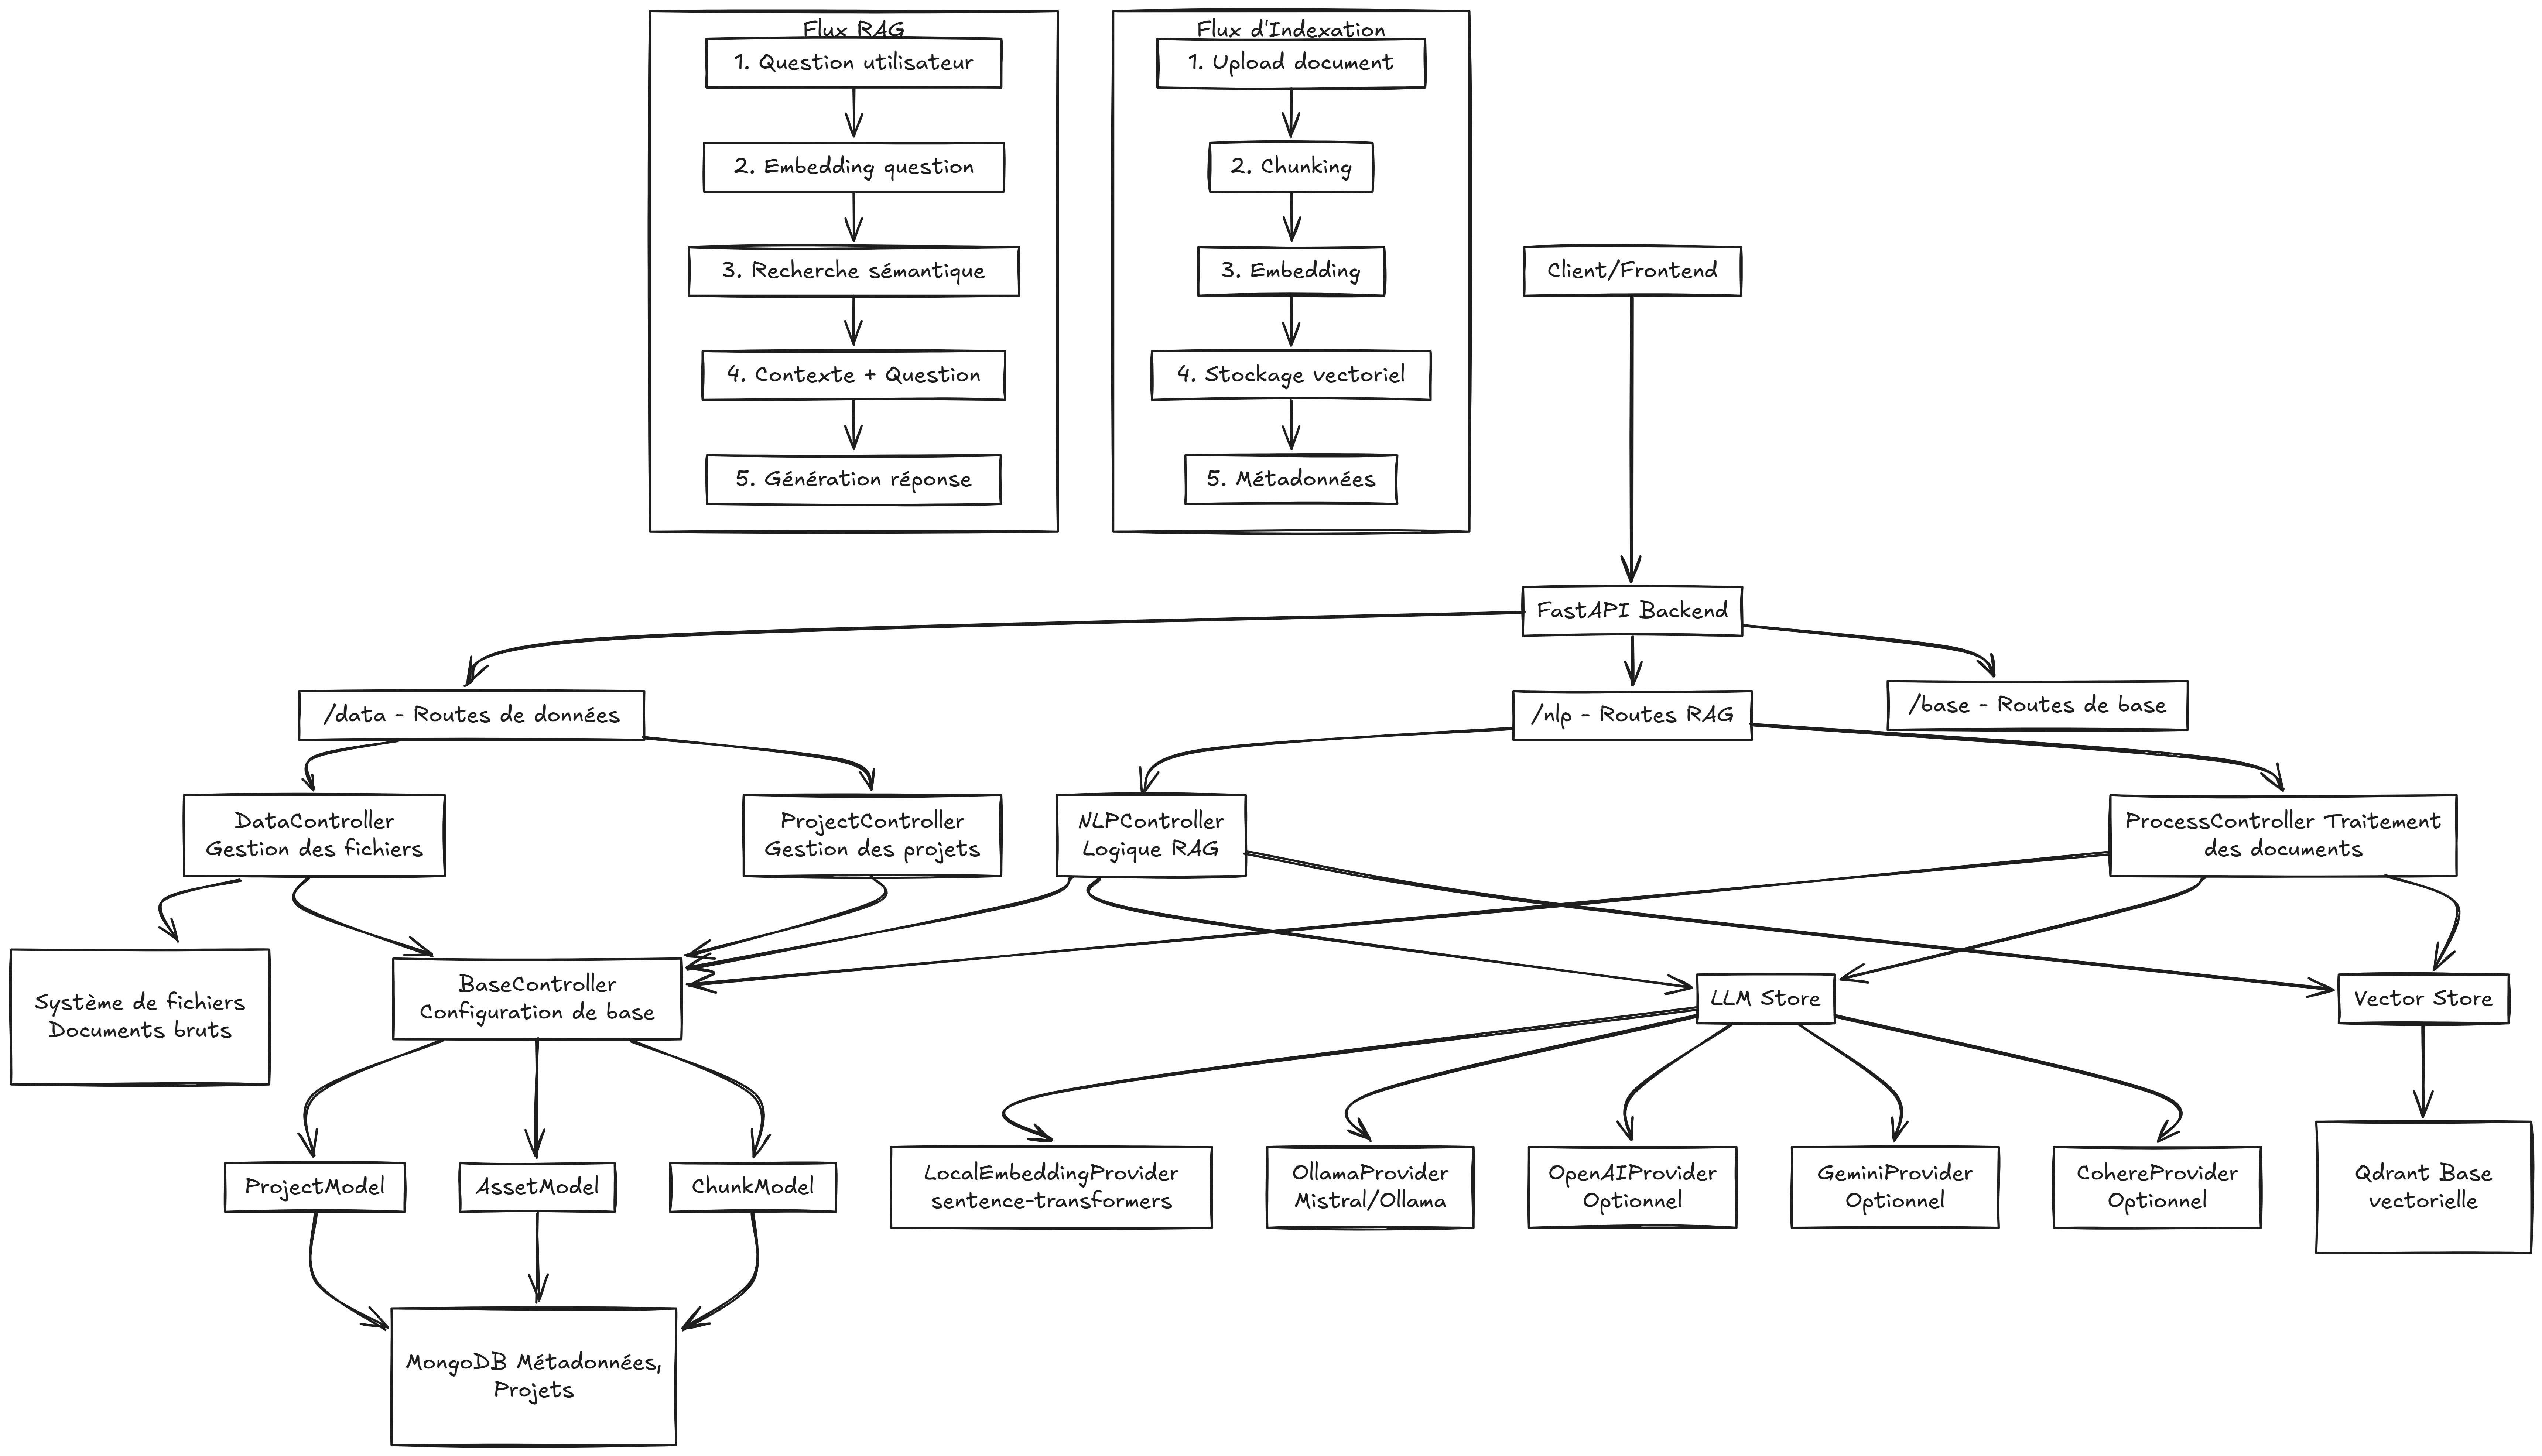 Flux RAG
1. Question utilisateur
2. Embedding question
3. Recherche sémantique
4. Contexte + Question
5. Génération réponse
Flux d'Indexation
1. Upload document
2. Chunking
3. Embedding
4. Stockage vectoriel
5. Métadonnées
Client/Frontend
FastAPI Backend
/data - Routes de données
/nlp - Routes RAG
/base - Routes de base
DataController
Gestion des fichiers
ProjectController
Gestion des projets
NLPController
Logique RAG
ProcessController Traitement
des documents
Système de fichiers
Documents bruts
BaseController
Configuration de base
LLM Store
Vector Store
ProjectModel
AssetModel
ChunkModel
LocalEmbeddingProvider
sentence-transformers
OllamaProvider
Mistral/Ollama
OpenAIProvider
Optionnel
GeminiProvider
Optionnel
CohereProvider
Optionnel
Qdrant Base
vectorielle
MongoDB Métadonnées,
Projets